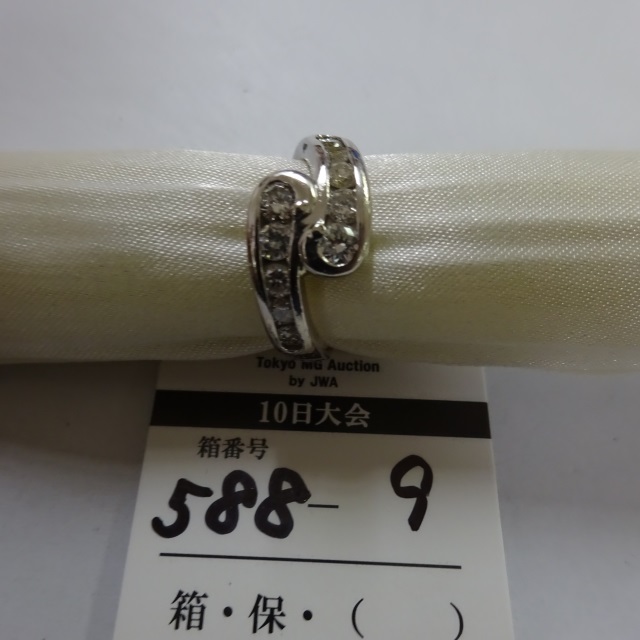 Tokyo MG Auction
by JWA
10日大会
箱番号
588-9
箱・保・（　　）